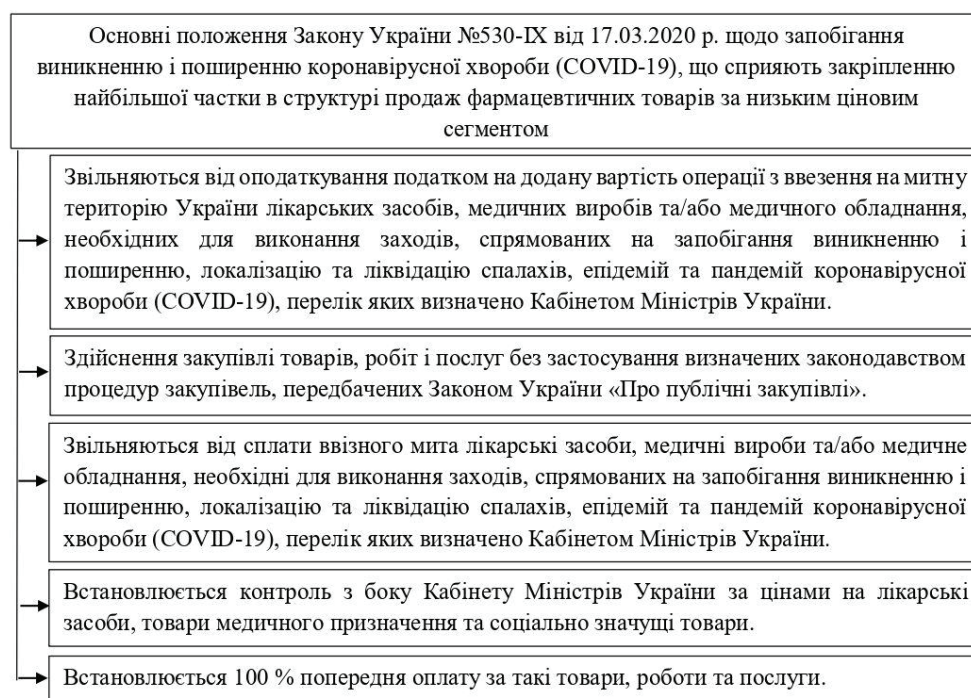 Основні положення Закону України №530-IX від 17.03.2020 р. щодо запобігання
виникненню і поширенню коронавірусної хвороби (COVID-19), що сприяють закріпленню
найбільшої частки в структурі продаж фармацевтичних товарів за низьким ціновим
сегментом
Звільняються від оподаткування податком на додану вартість операції з ввезення на митну
територію України лікарських засобів, медичних виробів та/або медичного обладнання,
необхідних для виконання заходів, спрямованих на запобігання виникненню і
поширенню, локалізацію та ліквідацію спалахів, епідемій та пандемій коронавірусної
хвороби (COVID-19), перелік яких визначено Кабінетом Міністрів України.
Здійснення закупівлі товарів, робіт і послуг без застосування визначених законодавством
процедур закупівель, передбачених Законом України «Про публічні закупівлі».
Звільняються від сплати ввізного мита лікарські засоби, медичні вироби та/або медичне
обладнання, необхідні для виконання заходів, спрямованих на запобігання виникненню і
поширенню, локалізацію та ліквідацію спалахів, епідемій та пандемій коронавірусної
хвороби (COVID-19), перелік яких визначено Кабінетом Міністрів України.
Встановлюється контроль з боку Кабінету Міністрів України за цінами на лікарські
засоби, товари медичного призначення та соціально значущі товари.
Встановлюється 100 % попередня оплату за такі товари, роботи та послуги.